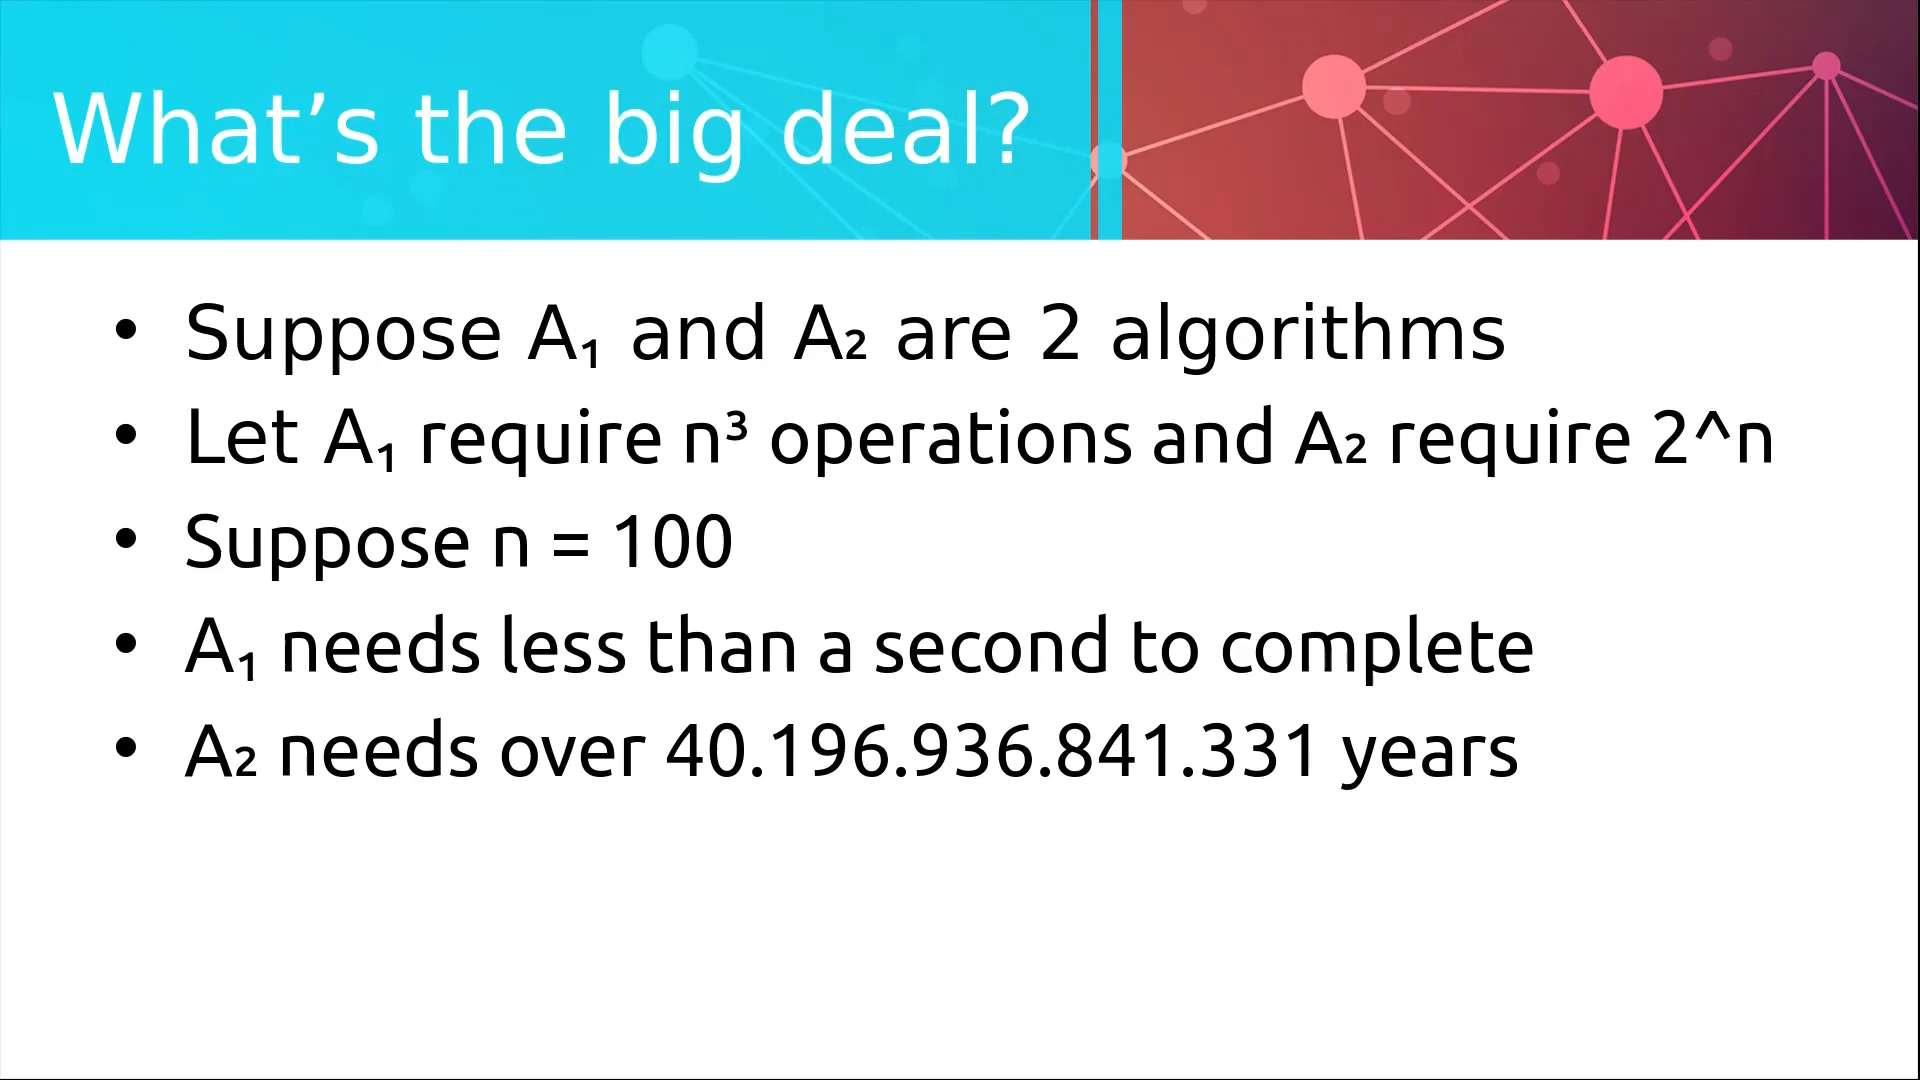 What’s the big deal?
• Suppose A₁ and A₂ are 2 algorithms
• Let A₁ require n³ operations and A₂ require 2^n
• Suppose n = 100
• A₁ needs less than a second to complete
• A₂ needs over 40.196.936.841.331 years